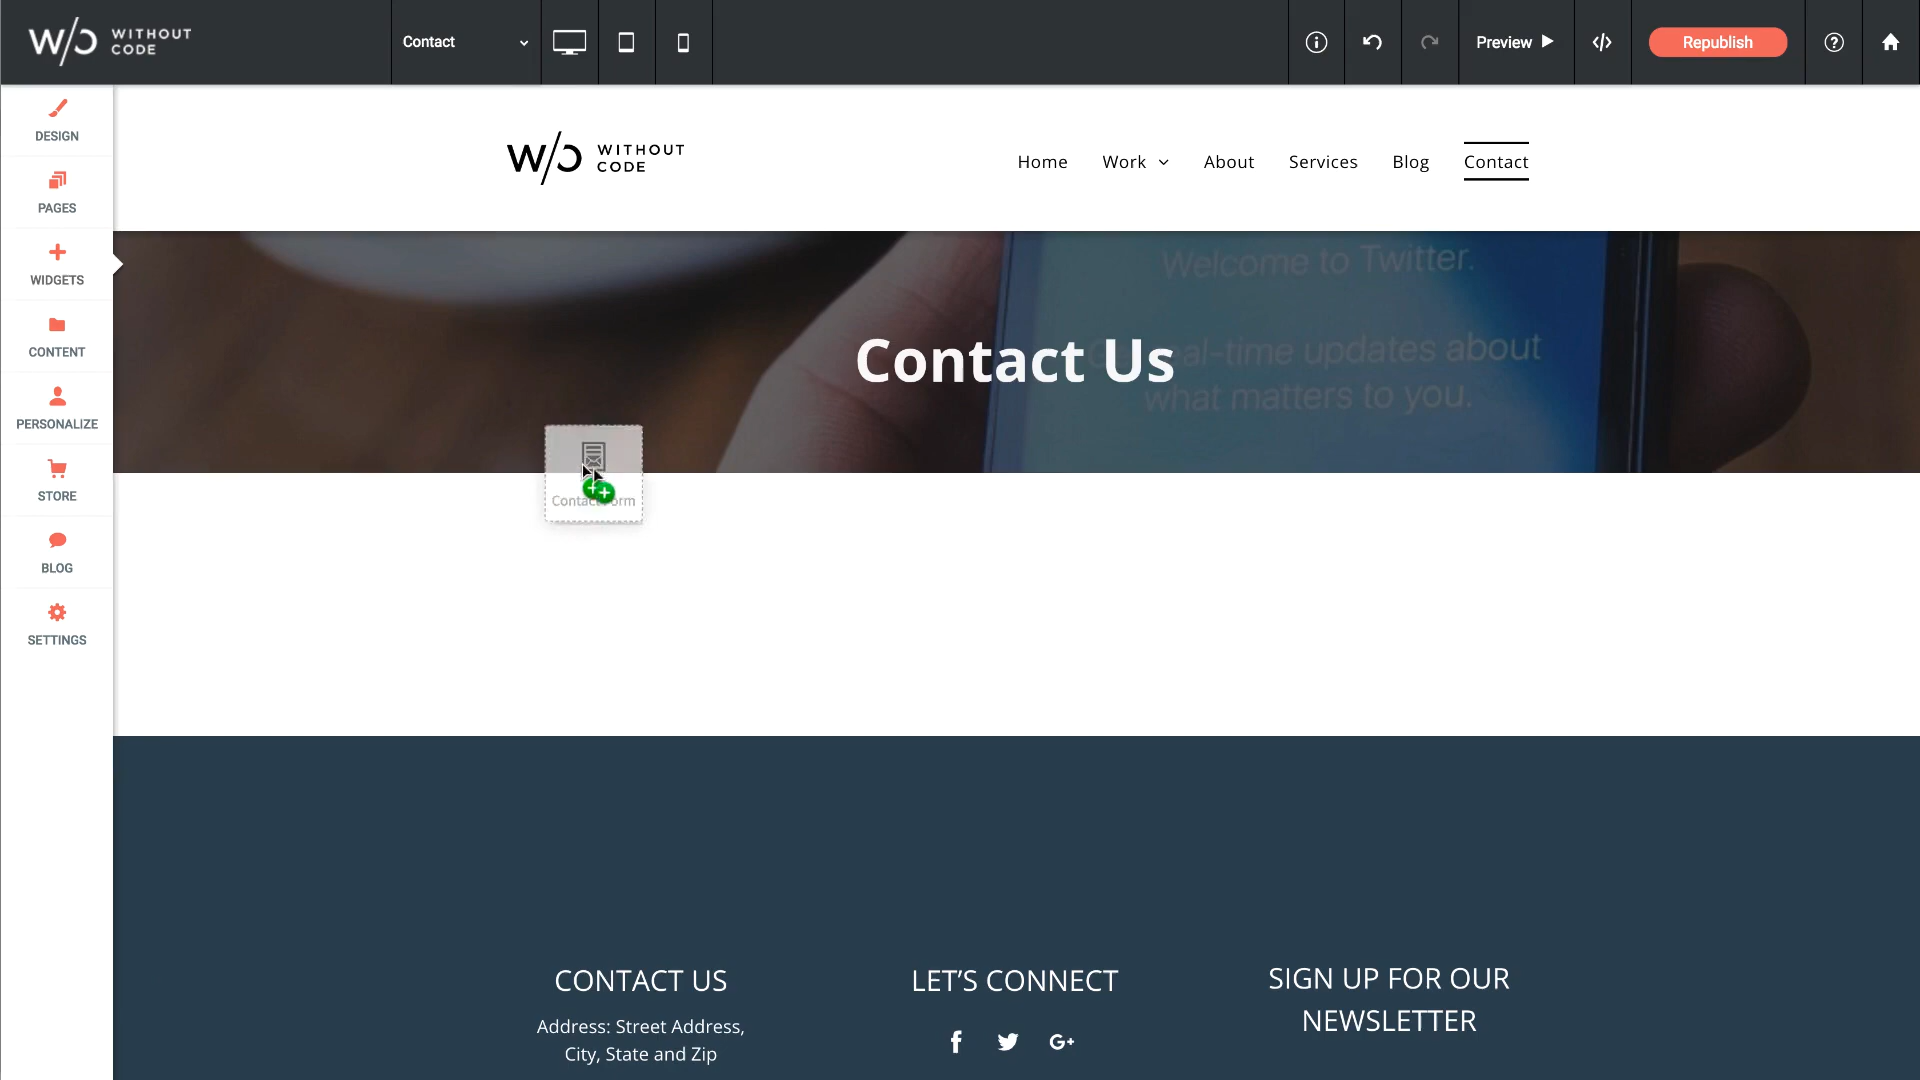 W/O WITHOUT CODE
Contact
Preview
Republish
DESIGN
PAGES
WIDGETS
CONTENT
PERSONALIZE
STORE
BLOG
SETTINGS
W/O WITHOUT CODE
Home Work About Services Blog Contact
Welcome to Twitter.
al-time updates about
what matters to you.
Contact Us
Contact Form
CONTACT US
Address: Street Address,
City, State and Zip
LET'S CONNECT
G+
SIGN UP FOR OUR
NEWSLETTER